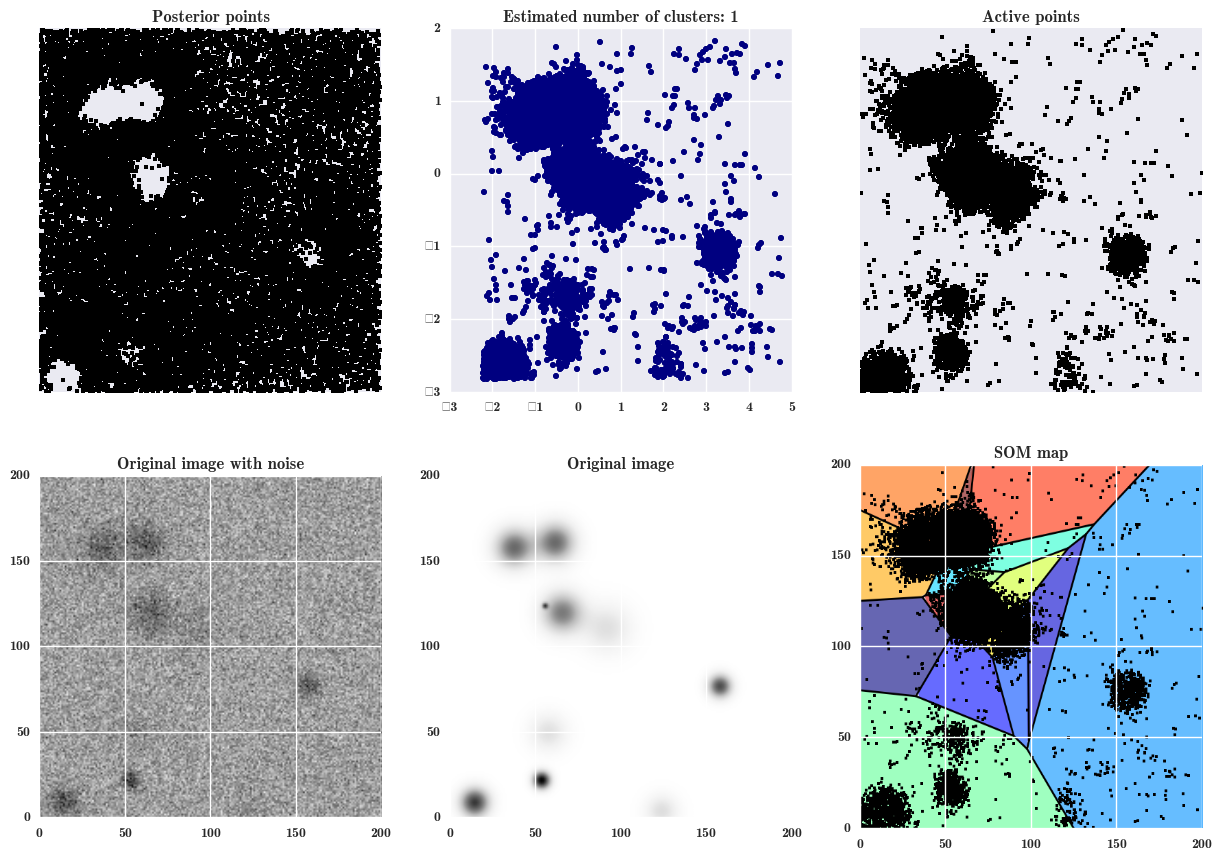 Posterior points
Estimated number of clusters: 1
Active points
2
1
0
□1
□2
□3
□3 □2 □1 0 1 2 3 4 5
Original image with noise
Original image
SOM map
200
150
100
50
0
0 50 100 150 200
200
150
100
50
0
0 50 100 150 200
200
150
100
50
0
0 50 100 150 200